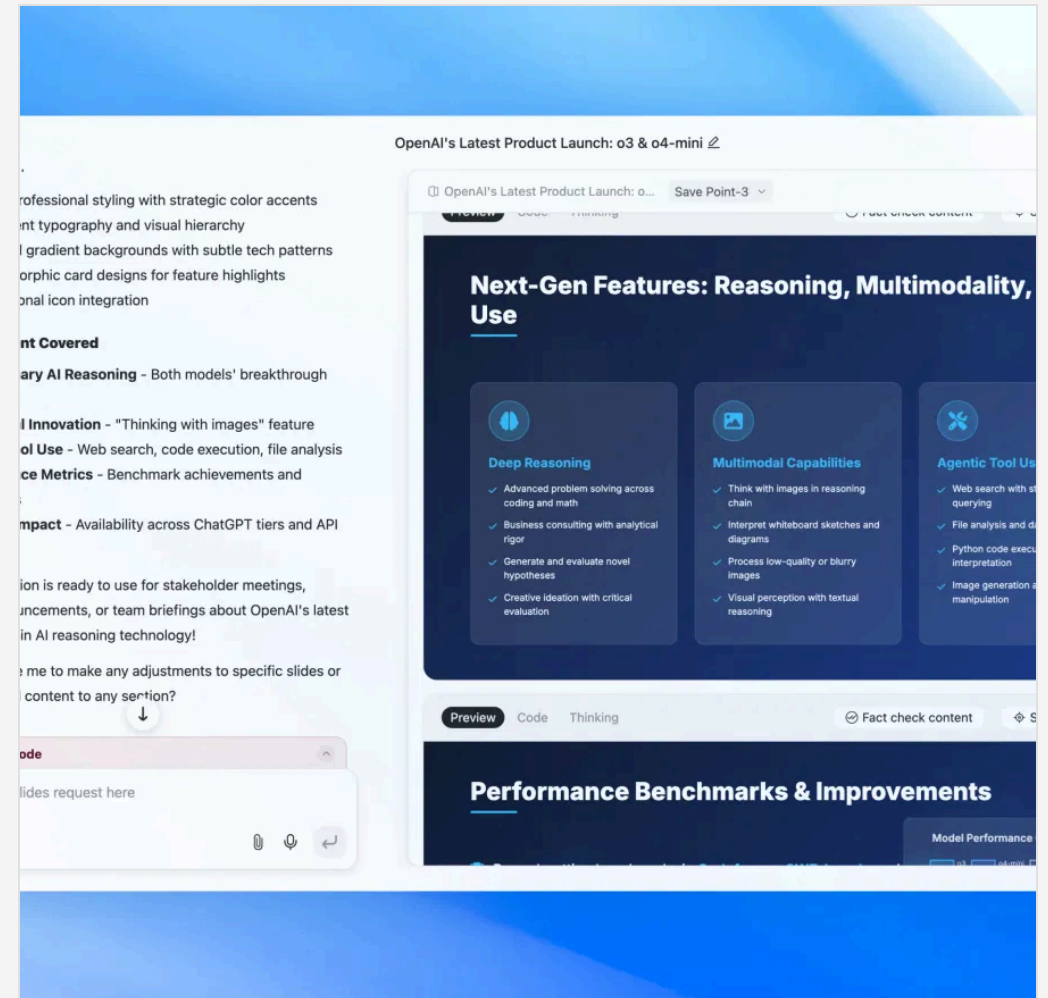 OpenAI's Latest Product Launch: o3 & o4-mini
rofessional styling with strategic color accents
nt typography and visual hierarchy
gradient backgrounds with subtle tech patterns
orphic card designs for feature highlights
onal icon integration
nt Covered
ary AI Reasoning - Both models' breakthrough
l Innovation - "Thinking with images" feature
ol Use - Web search, code execution, file analysis
ce Metrics - Benchmark achievements and
mpact - Availability across ChatGPT tiers and API
ion is ready to use for stakeholder meetings,
uncements, or team briefings about OpenAI's latest
in AI reasoning technology!
me to make any adjustments to specific slides or
content to any section?
ode
lides request here
OpenAI's Latest Product Launch: o... Save Point-3
Preview Code Thinking Fact check content
Next-Gen Features: Reasoning, Multimodality,
Use
Deep Reasoning
Advanced problem solving across
coding and math
Business consulting with analytical
rigor
Generate and evaluate novel
hypotheses
Creative ideation with critical
evaluation
Multimodal Capabilities
Think with images in reasoning
chain
Interpret whiteboard sketches and
diagrams
Process low-quality or blurry
images
Visual perception with textual
reasoning
Agentic Tool Us
Web search with st
querying
File analysis and da
Python code execu
interpretation
Image generation a
manipulation
Preview Code Thinking Fact check content S
Performance Benchmarks & Improvements
Model Performance
o3 o4-mini